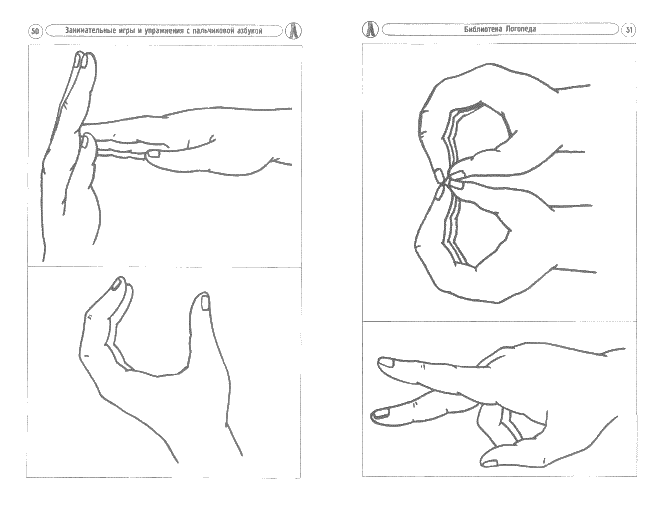 50 Занимательные игры и упражнения с пальчиковой азбукой
Библиотека Логопеда 51